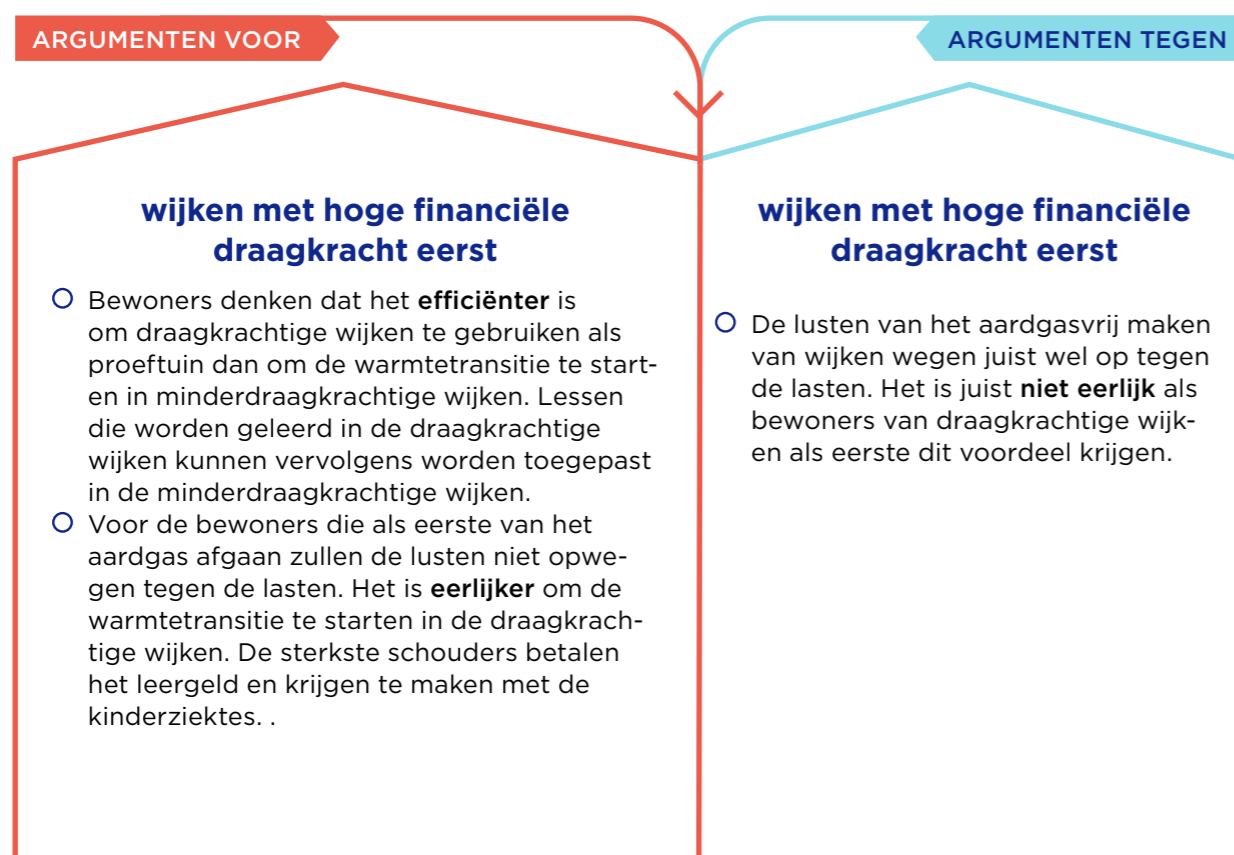 ARGUMENTEN VOOR
wijken met hoge financiële
draagkracht eerst
Bewoners denken dat het efficiënter is
om draagkrachtige wijken te gebruiken als
proeftuin dan om de warmtetransitie te start-
en in minderdraagkrachtige wijken. Lessen
die worden geleerd in de draagkrachtige
wijken kunnen vervolgens worden toegepast
in de minderdraagkrachtige wijken.
Voor de bewoners die als eerste van het
aardgas afgaan zullen de lusten niet opwe-
gen tegen de lasten. Het is eerlijker om de
warmtetransitie te starten in de draagkrach-
tige wijken. De sterkste schouders betalen
het leergeld en krijgen te maken met de
kinderziektes. .
ARGUMENTEN TEGEN
wijken met hoge financiële
draagkracht eerst
De lusten van het aardgasvrij maken
van wijken wegen juist wel op tegen
de lasten. Het is juist niet eerlijk als
bewoners van draagkrachtige wijk-
en als eerste dit voordeel krijgen.